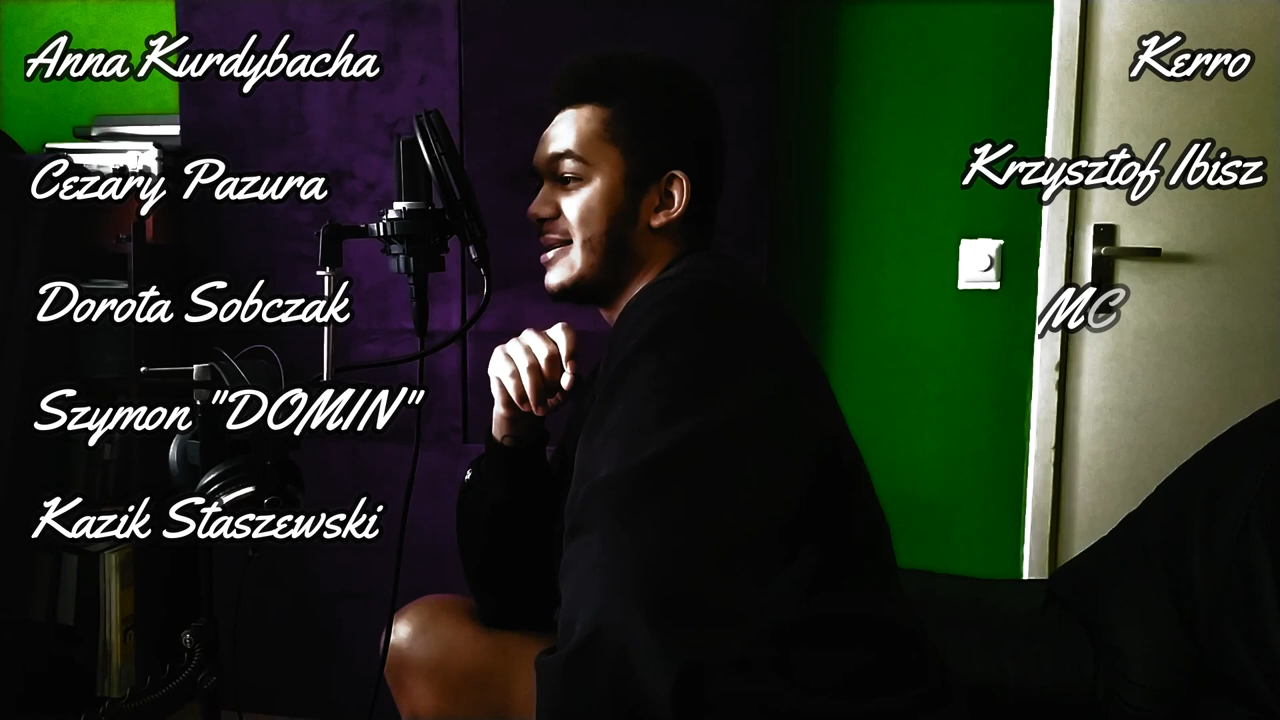 Anna Kurdybacha
Cezary Pazura
Dorota Sobczak
Szymon "DOMIN"
Kazik Staszewski
Kerro
Krzysztof Ibisz
MC